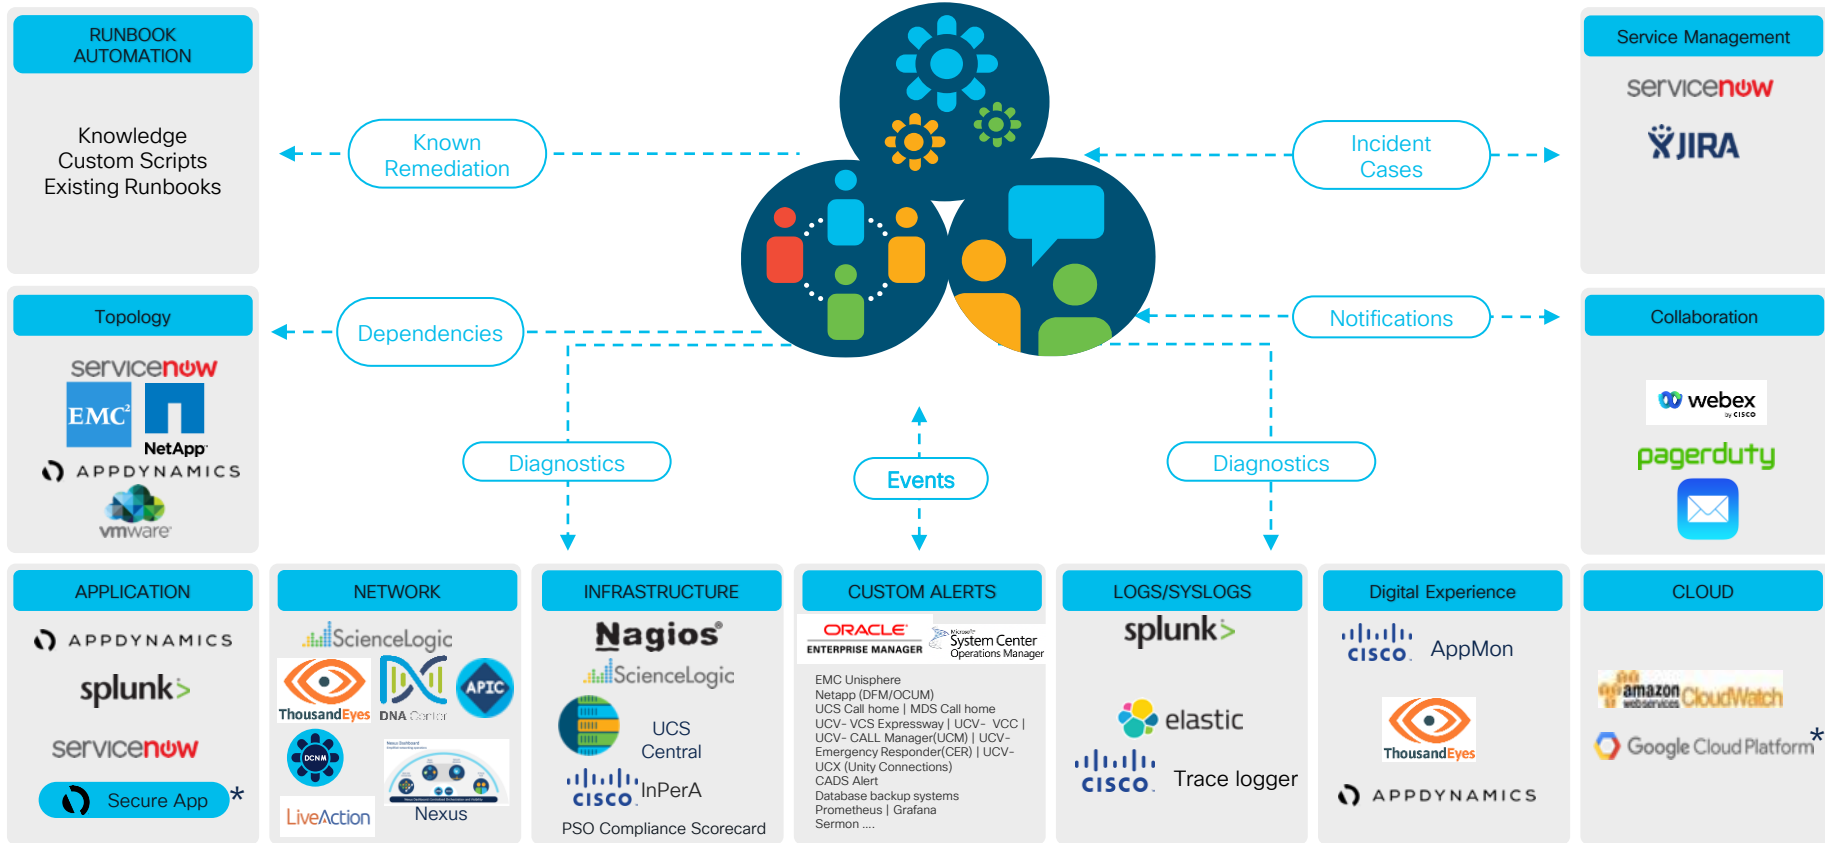 RUNBOOK
AUTOMATION
Knowledge
Custom Scripts
Existing Runbooks
Known
Remediation
Incident
Cases
Service Management
servicenow
JIRA
Topology
servicenow
EMC²
NetApp
APPDYNAMICS
vmware
Dependencies
Notifications
Collaboration
webex
by CISCO
pagerduty
Diagnostics
Events
Diagnostics
APPLICATION
APPDYNAMICS
splunk>
servicenow
Secure App *
NETWORK
ScienceLogic
ThousandEyes
DNA Center
APIC
DCNM
LiveAction
Nexus
INFRASTRUCTURE
Nagios®
ScienceLogic
UCS
Central
CISCO InPerA
PSO Compliance Scorecard
CUSTOM ALERTS
ORACLE
ENTERPRISE MANAGER
Microsoft
System Center
Operations Manager
EMC Unisphere
Netapp (DFM/OCUM)
UCS Call home | MDS Call home
UCV- VCS Expressway | UCV- VCC |
UCV- CALL Manager(UCM) | UCV-
Emergency Responder(CER) | UCV-
UCX (Unity Connections)
CADS Alert
Database backup systems
Prometheus | Grafana
Sermon ....
LOGS/SYSLOGS
splunk>
elastic
CISCO Trace logger
Digital Experience
CISCO AppMon
ThousandEyes
APPDYNAMICS
CLOUD
amazon
webservices CloudWatch
Google Cloud Platform *